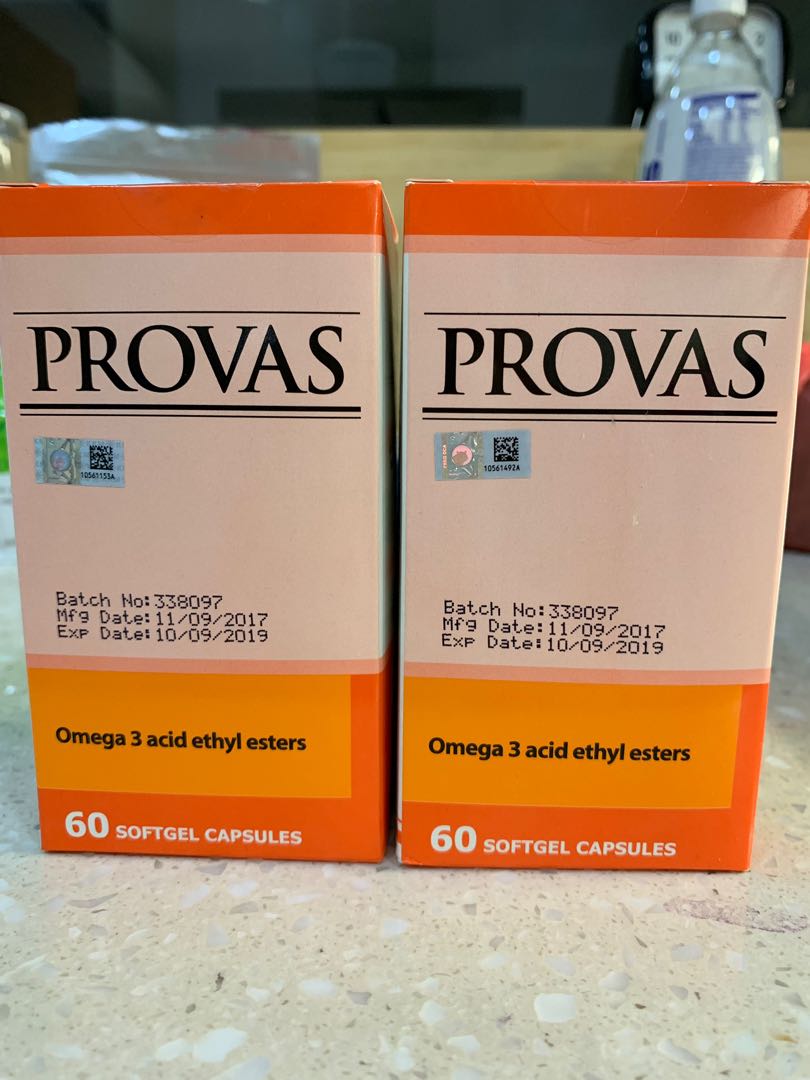 PROVAS
10561153A
Batch No:338097
Mfg Date:11/09/2017
Exp Date:10/09/2019
Omega 3 acid ethyl esters
60 SOFTGEL CAPSULES
PROVAS
10561492A
Batch No:338097
Mfg Date:11/09/2017
Exp Date:10/09/2019
Omega 3 acid ethyl esters
60 SOFTGEL CAPSULES